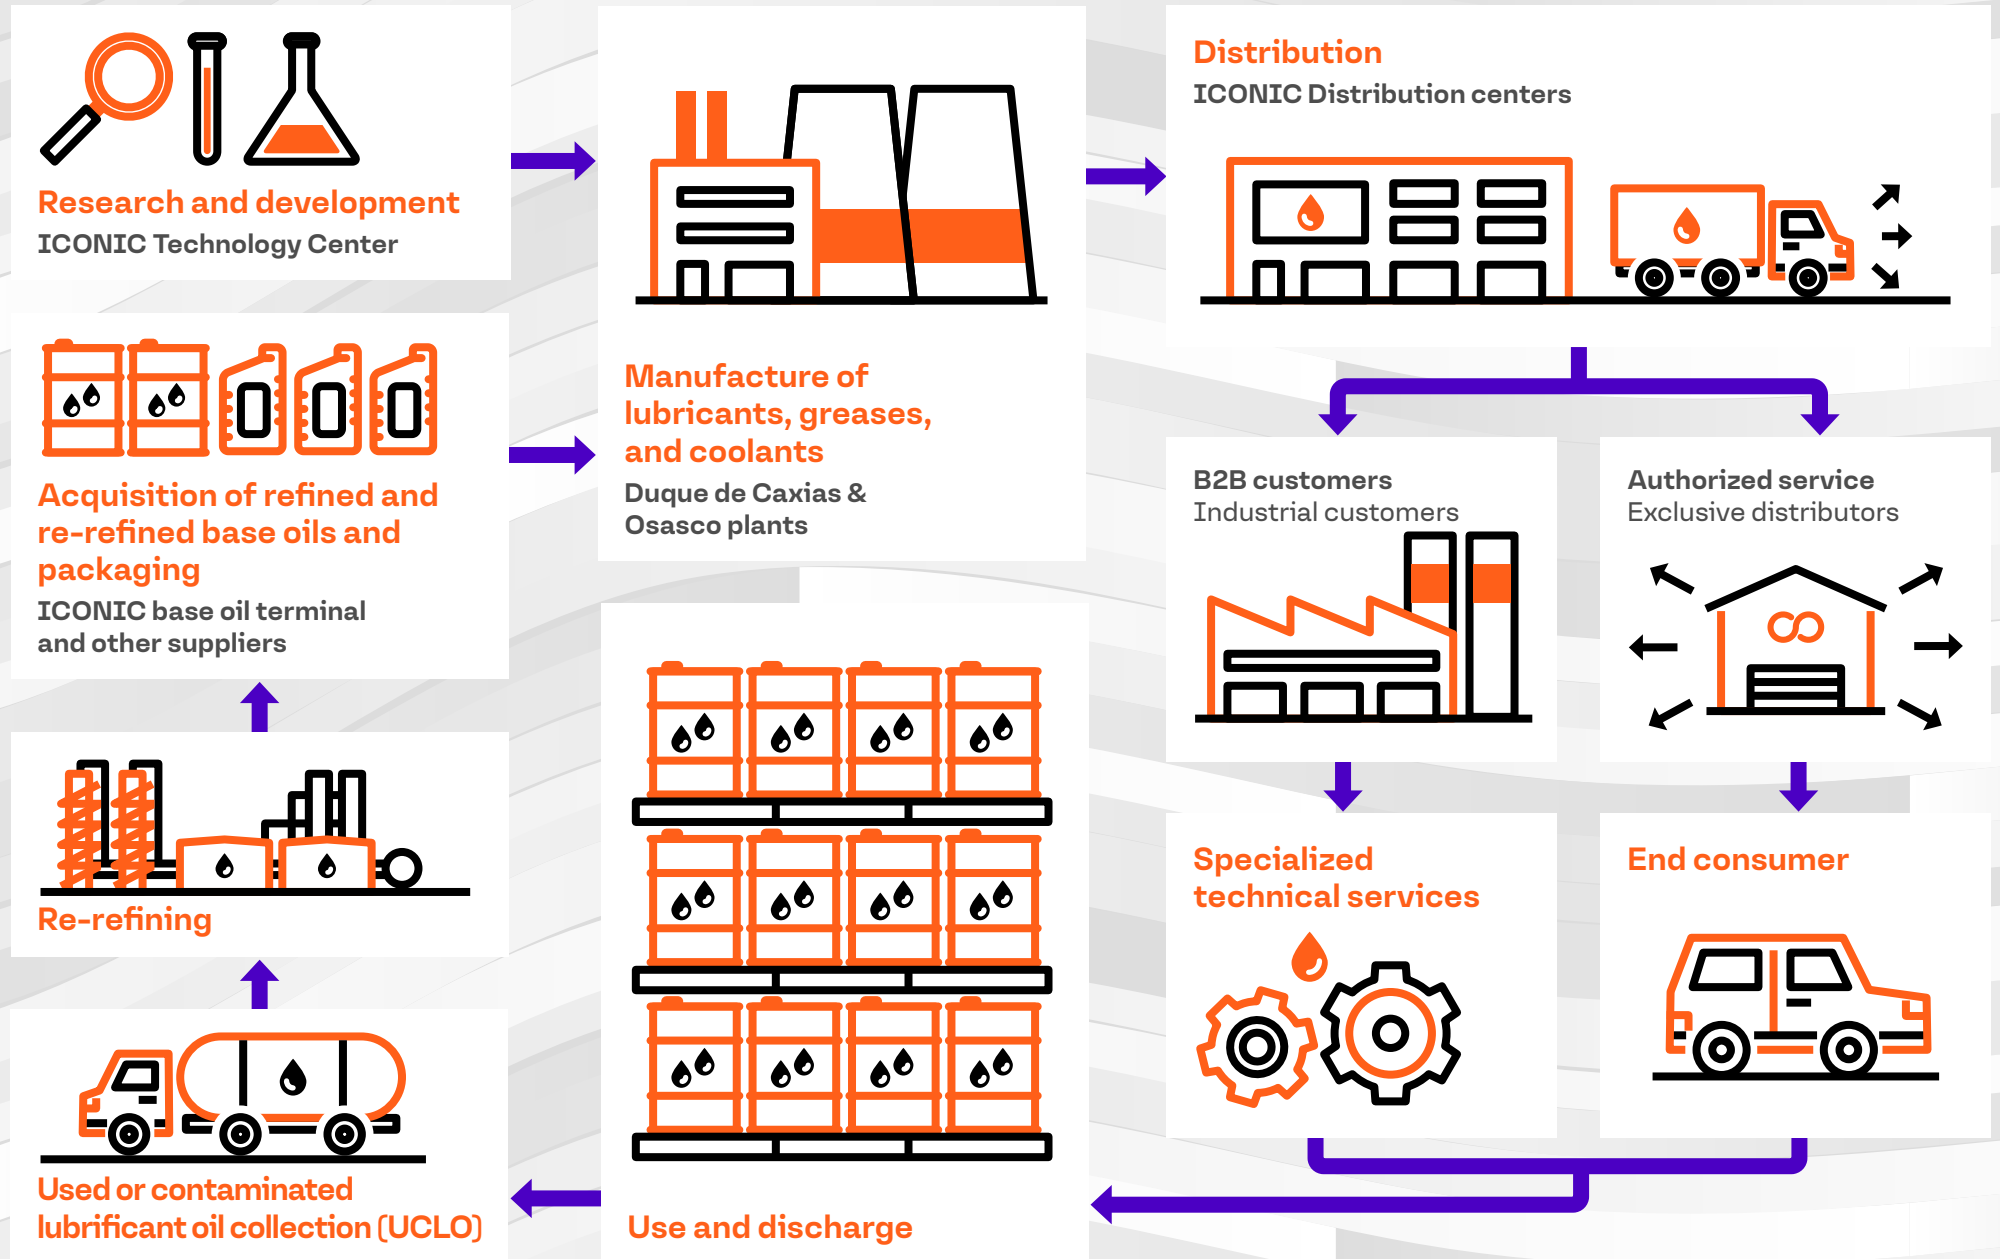 Research and development
ICONIC Technology Center
Acquisition of refined and
re-refined base oils and
packaging
ICONIC base oil terminal
and other suppliers
Re-refining
Used or contaminated
lubrificant oil collection (UCLO)
Manufacture of
lubricants, greases,
and coolants
Duque de Caxias &
Osasco plants
Use and discharge
Distribution
ICONIC Distribution centers
B2B customers
Industrial customers
Authorized service
Exclusive distributors
Specialized
technical services
End consumer